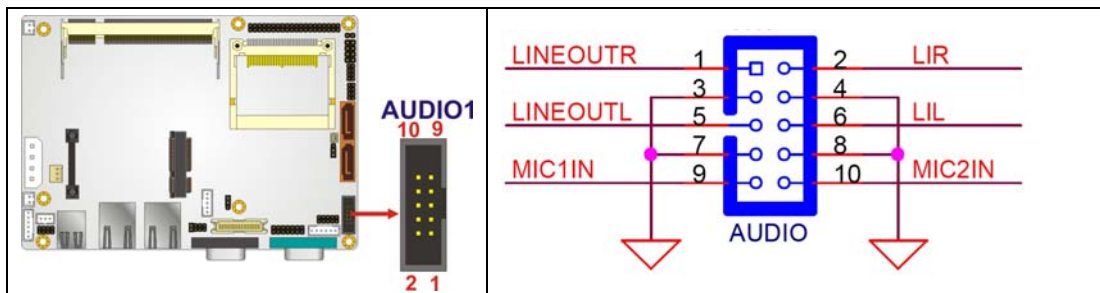 AUDIO1
10 9
2 1
LINEOUTR 1 2 LIR
3 4
LINEOUTL 5 6 LIL
7 8
MIC1IN 9 10 MIC2IN
AUDIO